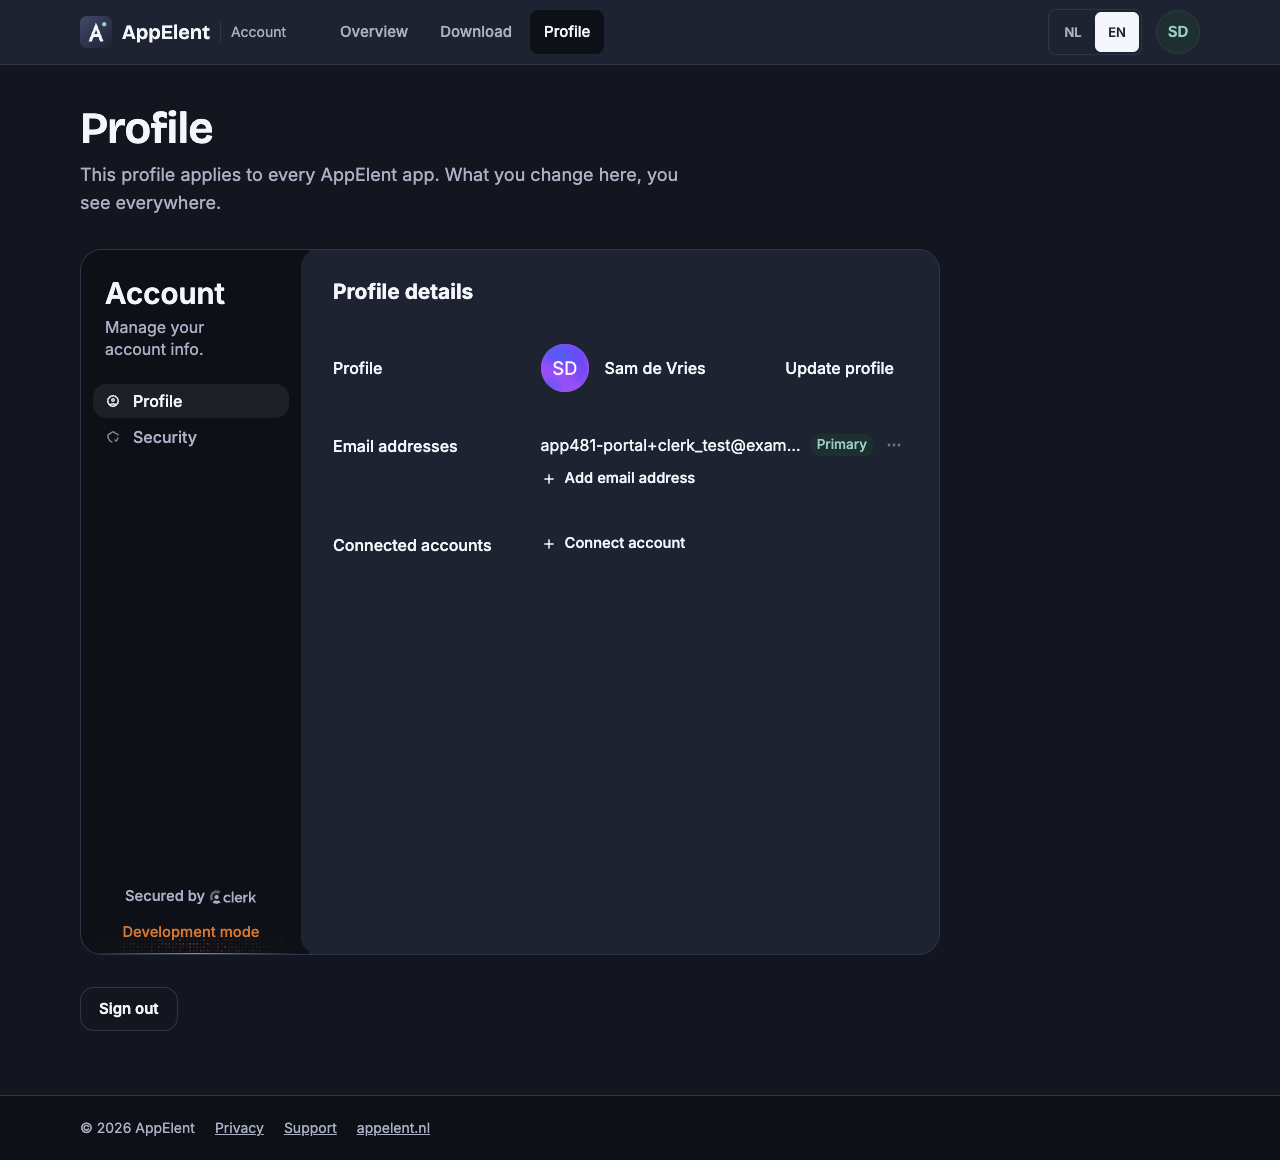 A AppElent Account Overview Download Profile NL EN SD
Profile
This profile applies to every AppElent app. What you change here, you
see everywhere.
Account
Manage your
account info.
Profile
Security
Secured by clerk
Development mode
Profile details
Profile SD Sam de Vries Update profile
Email addresses app481-portal+clerk_test@exam... Primary ···
+ Add email address
Connected accounts + Connect account
Sign out
© 2026 AppElent Privacy Support appelent.nl